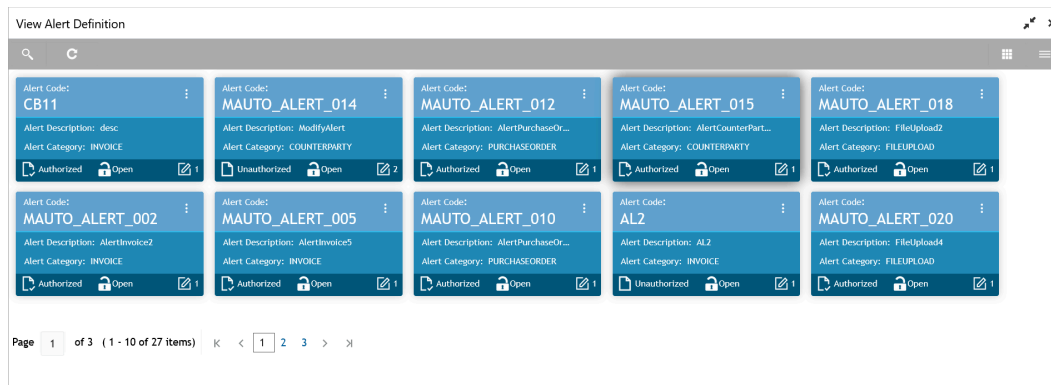 View Alert Definition
Alert Code:
CB11
Alert Description: desc
Alert Category: INVOICE
Authorized Open 1
Alert Code:
MAUTO_ALERT_014
Alert Description: ModifyAlert
Alert Category: COUNTERPARTY
Unauthorized Open 2
Alert Code:
MAUTO_ALERT_012
Alert Description: AlertPurchaseOr...
Alert Category: PURCHASEORDER
Authorized Open 1
Alert Code:
MAUTO_ALERT_015
Alert Description: AlertCounterPart...
Alert Category: COUNTERPARTY
Authorized Open 1
Alert Code:
MAUTO_ALERT_018
Alert Description: FileUpload2
Alert Category: FILEUPLOAD
Authorized Open 1
Alert Code:
MAUTO_ALERT_002
Alert Description: AlertInvoice2
Alert Category: INVOICE
Authorized Open 1
Alert Code:
MAUTO_ALERT_005
Alert Description: AlertInvoice5
Alert Category: INVOICE
Authorized Open 1
Alert Code:
MAUTO_ALERT_010
Alert Description: AlertPurchaseOr...
Alert Category: PURCHASEORDER
Authorized Open 1
Alert Code:
AL2
Alert Description: AL2
Alert Category: INVOICE
Unauthorized Open 1
Alert Code:
MAUTO_ALERT_020
Alert Description: FileUpload4
Alert Category: FILEUPLOAD
Authorized Open 1
Page 1 of 3 ( 1 - 10 of 27 items) 1 2 3